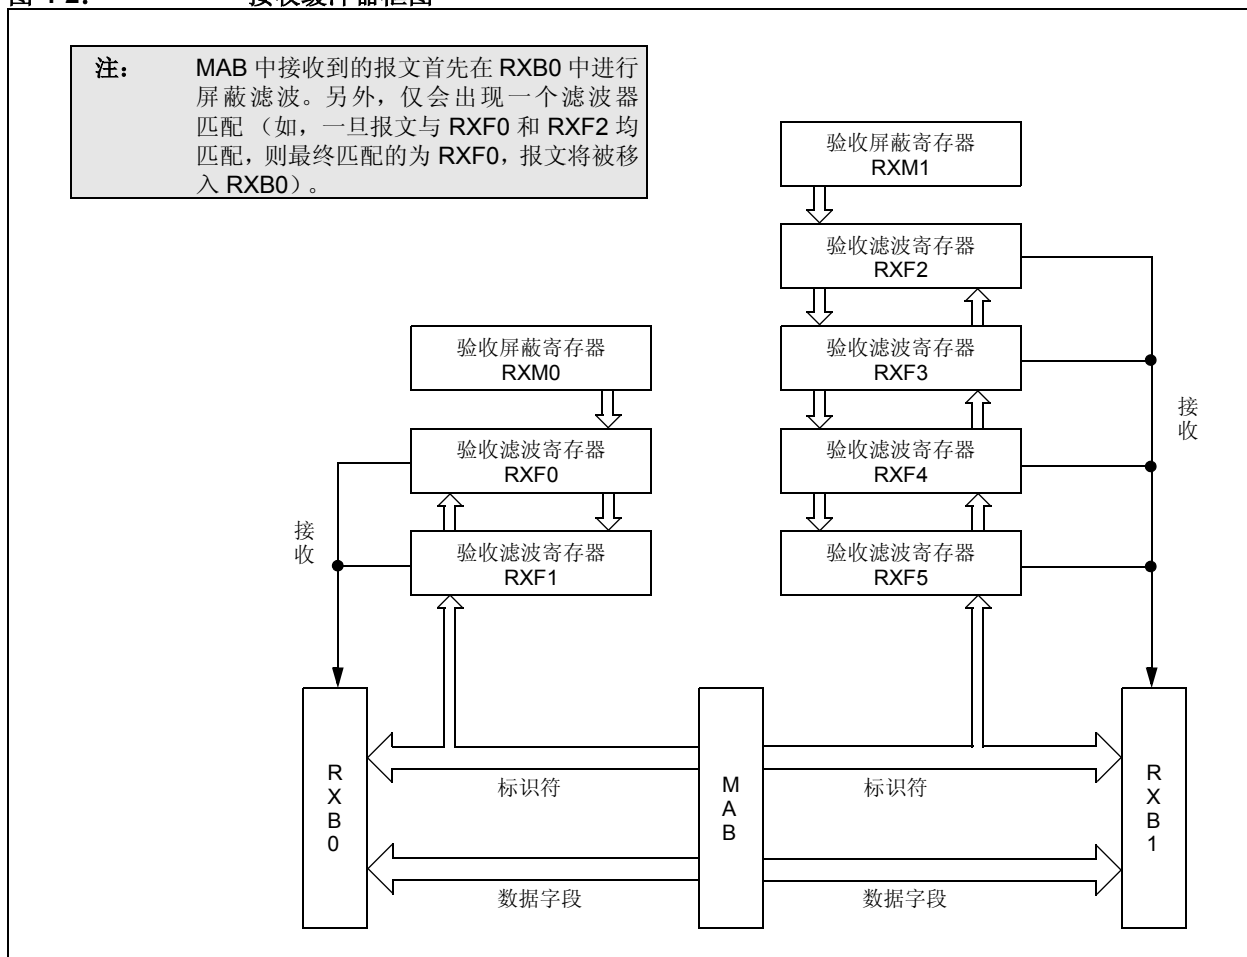 注： MAB 中接收到的报文首先在 RXB0 中进行
屏蔽滤波。另外，仅会出现一个滤波器
匹配 （如，一旦报文与 RXF0 和 RXF2 均
匹配，则最终匹配的为 RXF0，报文将被移
入 RXB0）。
验收屏蔽寄存器
RXM1
验收滤波寄存器
RXF2
验收屏蔽寄存器
RXM0
验收滤波寄存器
RXF3
验收滤波寄存器
RXF0
验收滤波寄存器
RXF4
验收滤波寄存器
RXF1
验收滤波寄存器
RXF5
接收
接收
RXB0
标识符
数据字段
MAB
标识符
数据字段
RXB1